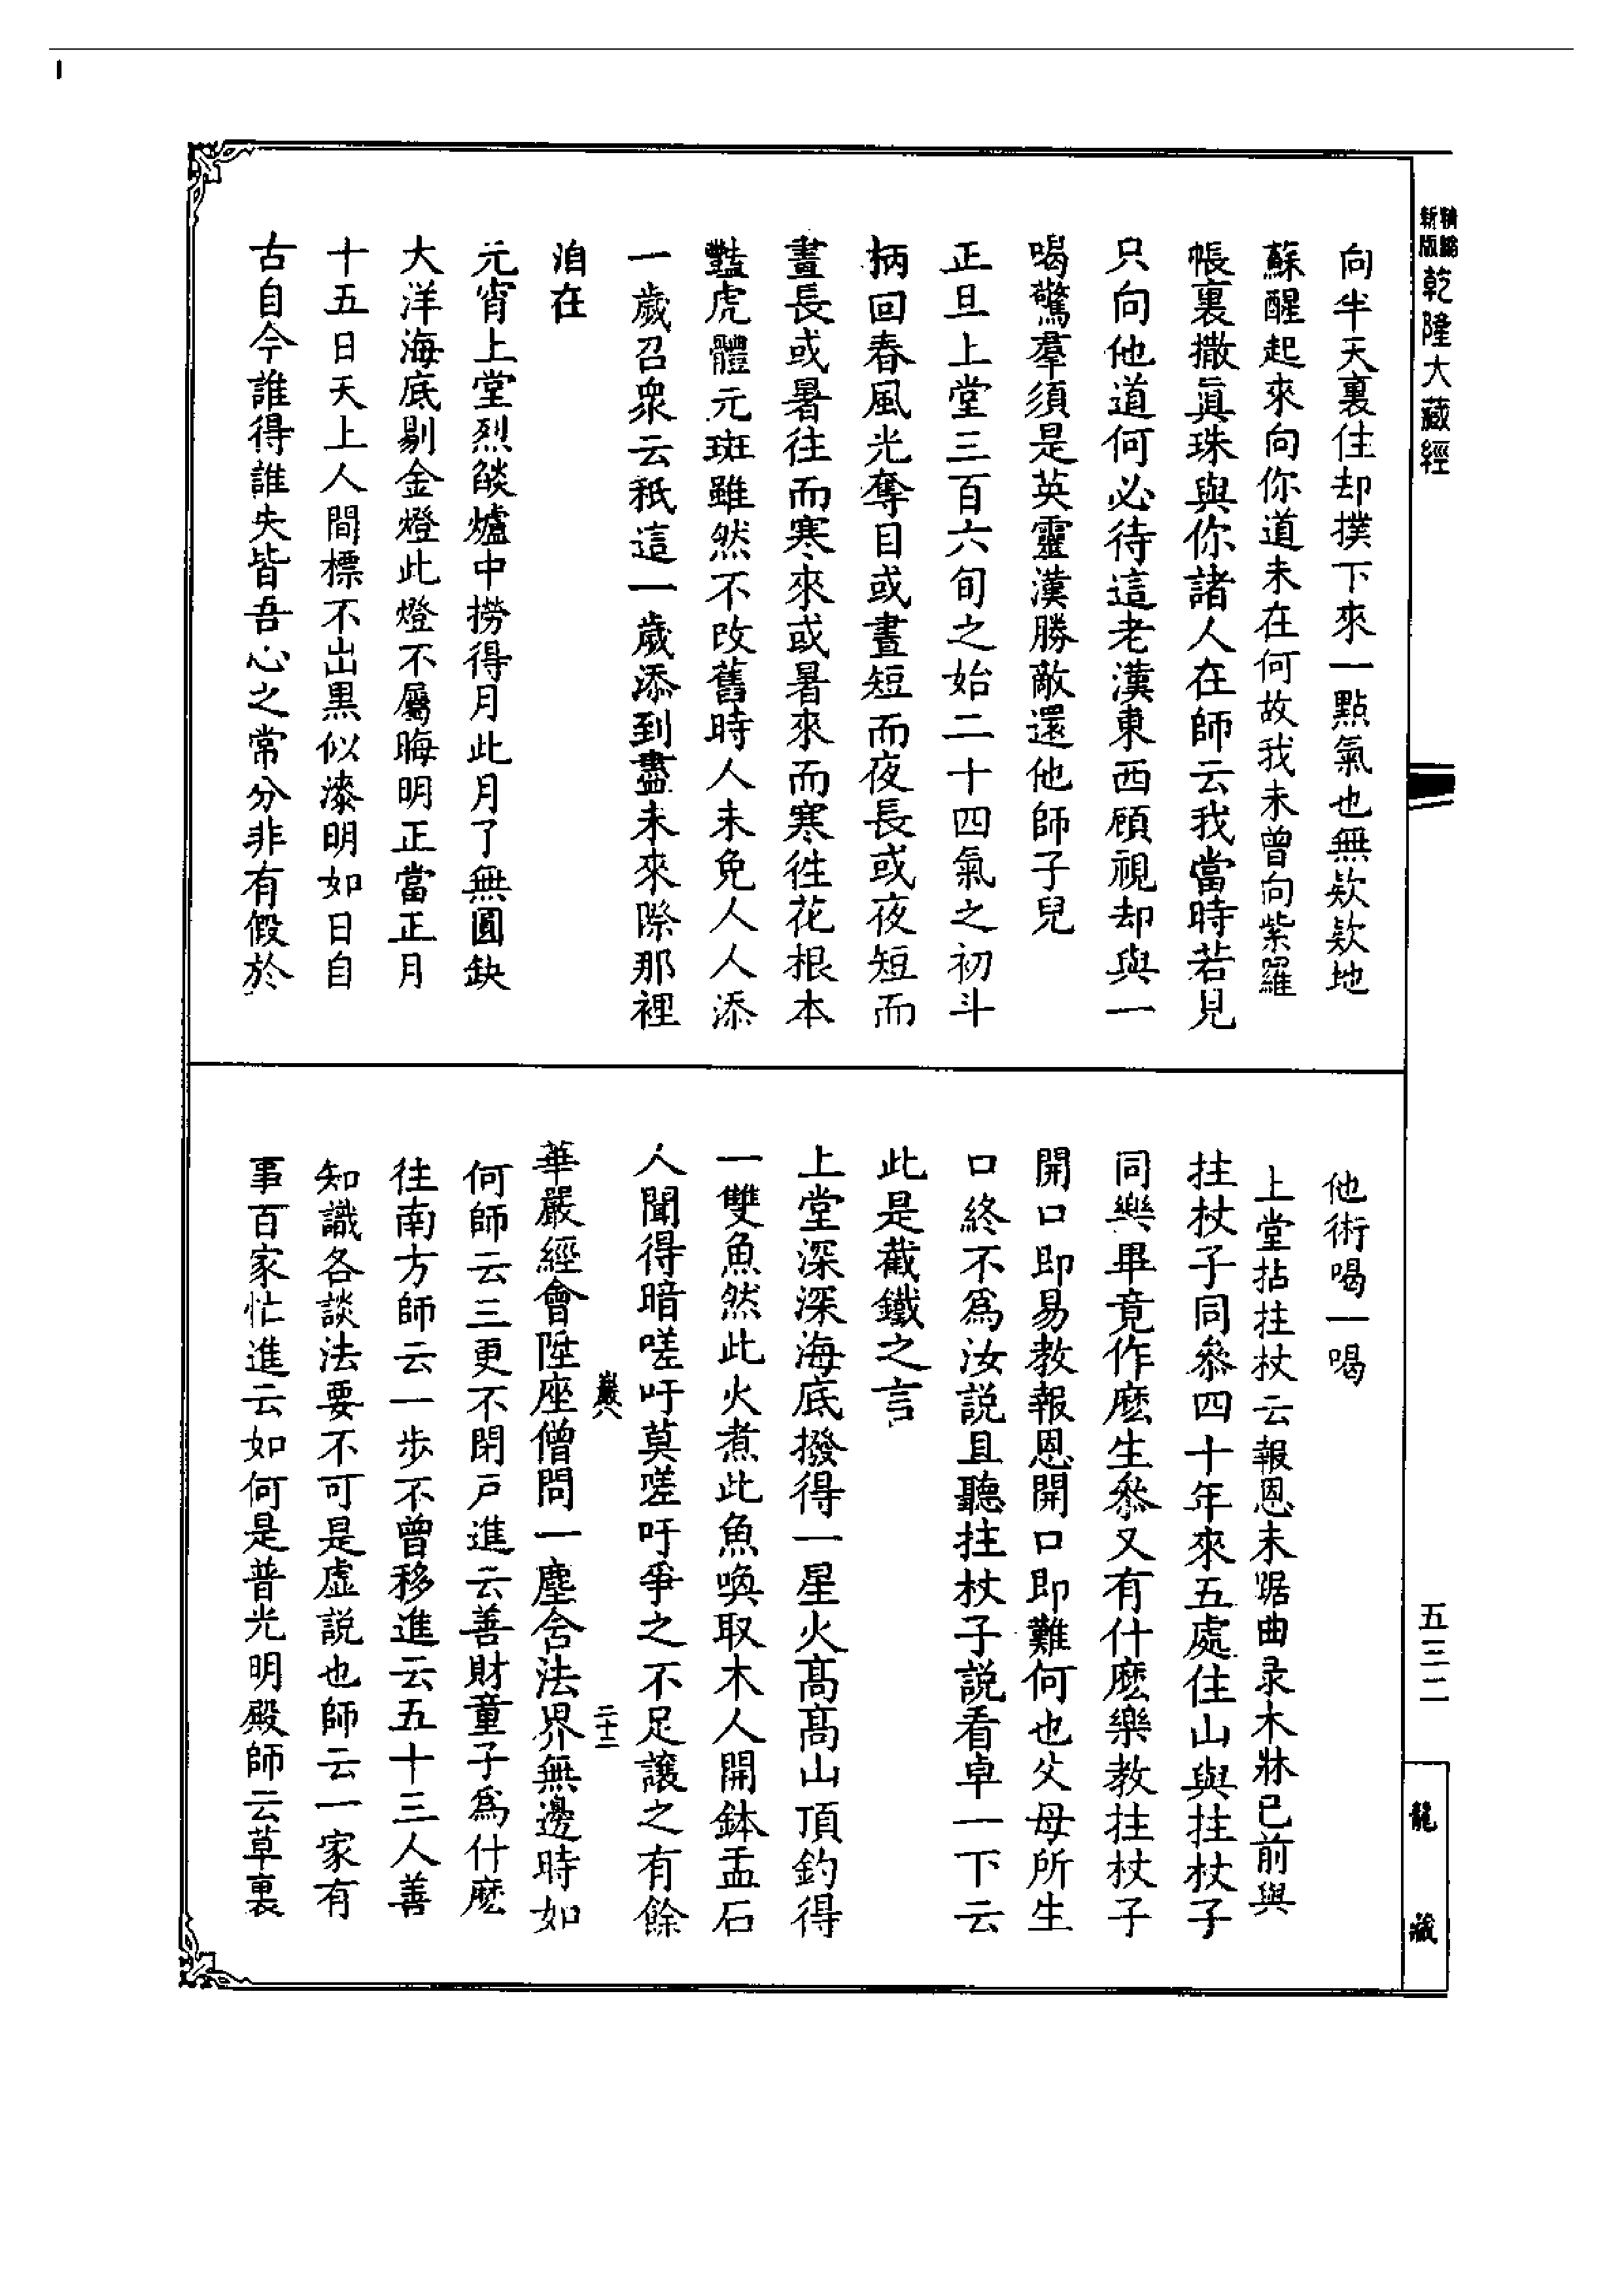 精縮新版乾隆大藏經
向半天裏住却撲下來一點氣也無欵欵地
蘇醒起來向你道未在何故我未曾向紫羅
帳裏撒眞珠與你諸人在師云我當時若見
只向他道何必待這老漢東西顧視却與一
喝驚羣須是英靈漢勝敵還他師子兒
正旦上堂三百六旬之始二十四氣之初斗
柄回春風光奪目或晝短而夜長或夜短而
晝長或暑往而寒來或暑來而寒往花根本
豔虎體元斑雖然不改舊時人未免人人添
一歲召衆云秖這一歲添到盡未來際那裡
洎在
元宵上堂烈燄爐中撈得月此月了無圓缺
大洋海底剔金燈此燈不屬晦明正當正月
十五日天上人間標不出黑似漆明如日自
古自今誰得誰失皆吾心之常分非有假於
他術喝一喝
上堂拈拄杖云報恩未踞曲录木牀已前與
拄杖子同叅四十年來五處住山與拄杖子
同樂畢竟作麽生叅又有什麽樂教拄杖子
開口即易教報恩開口即難何也父母所生
口終不爲汝説且聽拄杖子説看卓一下云
此是截鐵之言
上堂深深海底撥得一星火髙髙山頂釣得
一雙魚然此火煮此魚喚取木人開鉢盂石
人聞得暗嗟吁莫嗟吁爭之不足讓之有餘
巖八　二十二
華嚴經會陞座僧問一塵含法界無邊時如
何師云三更不閉戸進云善財童子爲什麽
往南方師云一步不曾移進云五十三人善
知識各談法要不可是虛説也師云一家有
事百家忙進云如何是普光明殿師云草裏
五三二
龍藏